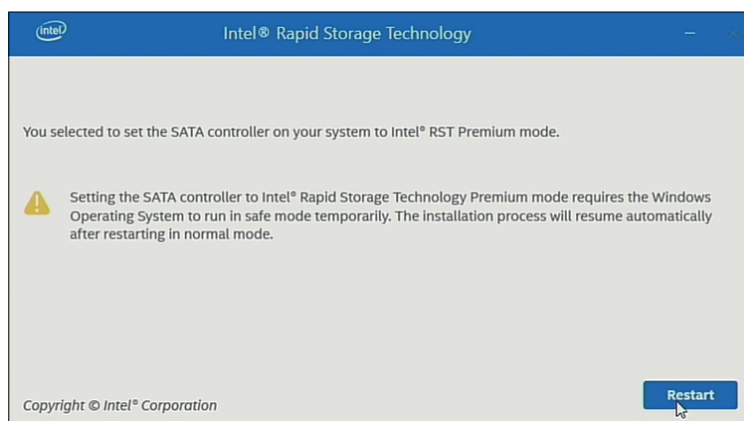 intel
Intel® Rapid Storage Technology
You selected to set the SATA controller on your system to Intel® RST Premium mode.
Setting the SATA controller to Intel® Rapid Storage Technology Premium mode requires the Windows
Operating System to run in safe mode temporarily. The installation process will resume automatically
after restarting in normal mode.
Restart
Copyright © Intel® Corporation